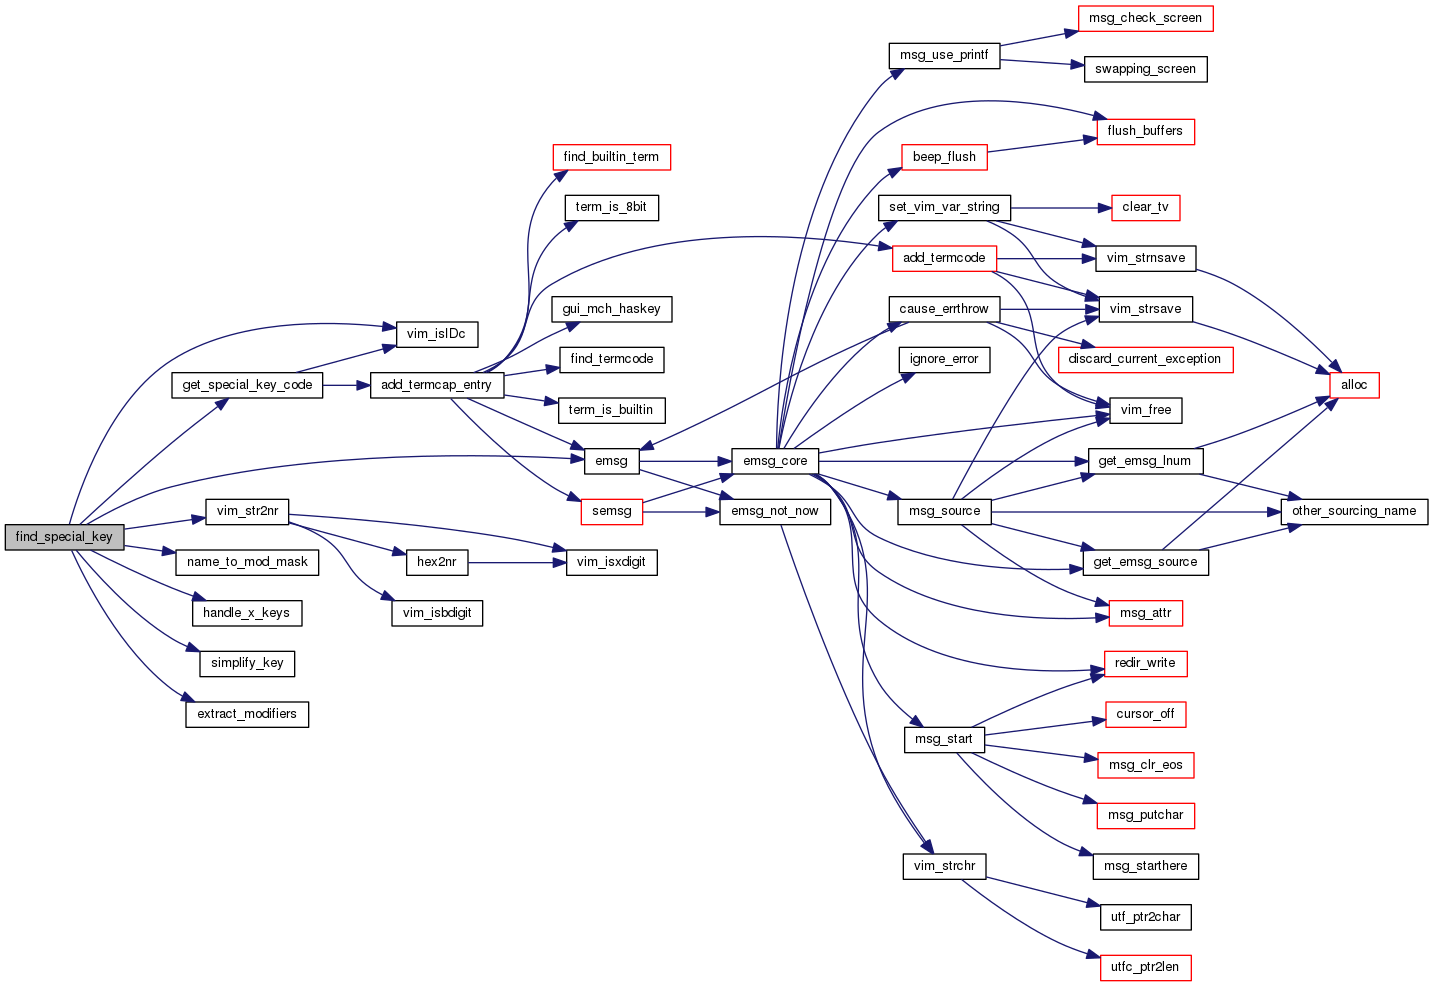 msg_check_screen
msg_use_printf
swapping_screen
flush_buffers
find_builtin_term
beep_flush
term_is_8bit
set_vim_var_string
clear_tv
add_termcode
vim_strnsave
gui_mch_haskey
cause_errthrow
vim_strsave
vim_isIDc
find_termcode
ignore_error
discard_current_exception
get_special_key_code
add_termcap_entry
alloc
term_is_builtin
vim_free
emsg
emsg_core
get_emsg_lnum
vim_str2nr
semsg
emsg_not_now
msg_source
other_sourcing_name
find_special_key
name_to_mod_mask
hex2nr
vim_isxdigit
get_emsg_source
handle_x_keys
vim_isbdigit
msg_attr
simplify_key
redir_write
extract_modifiers
cursor_off
msg_start
msg_clr_eos
msg_putchar
vim_strchr
msg_starthere
utf_ptr2char
utfc_ptr2len